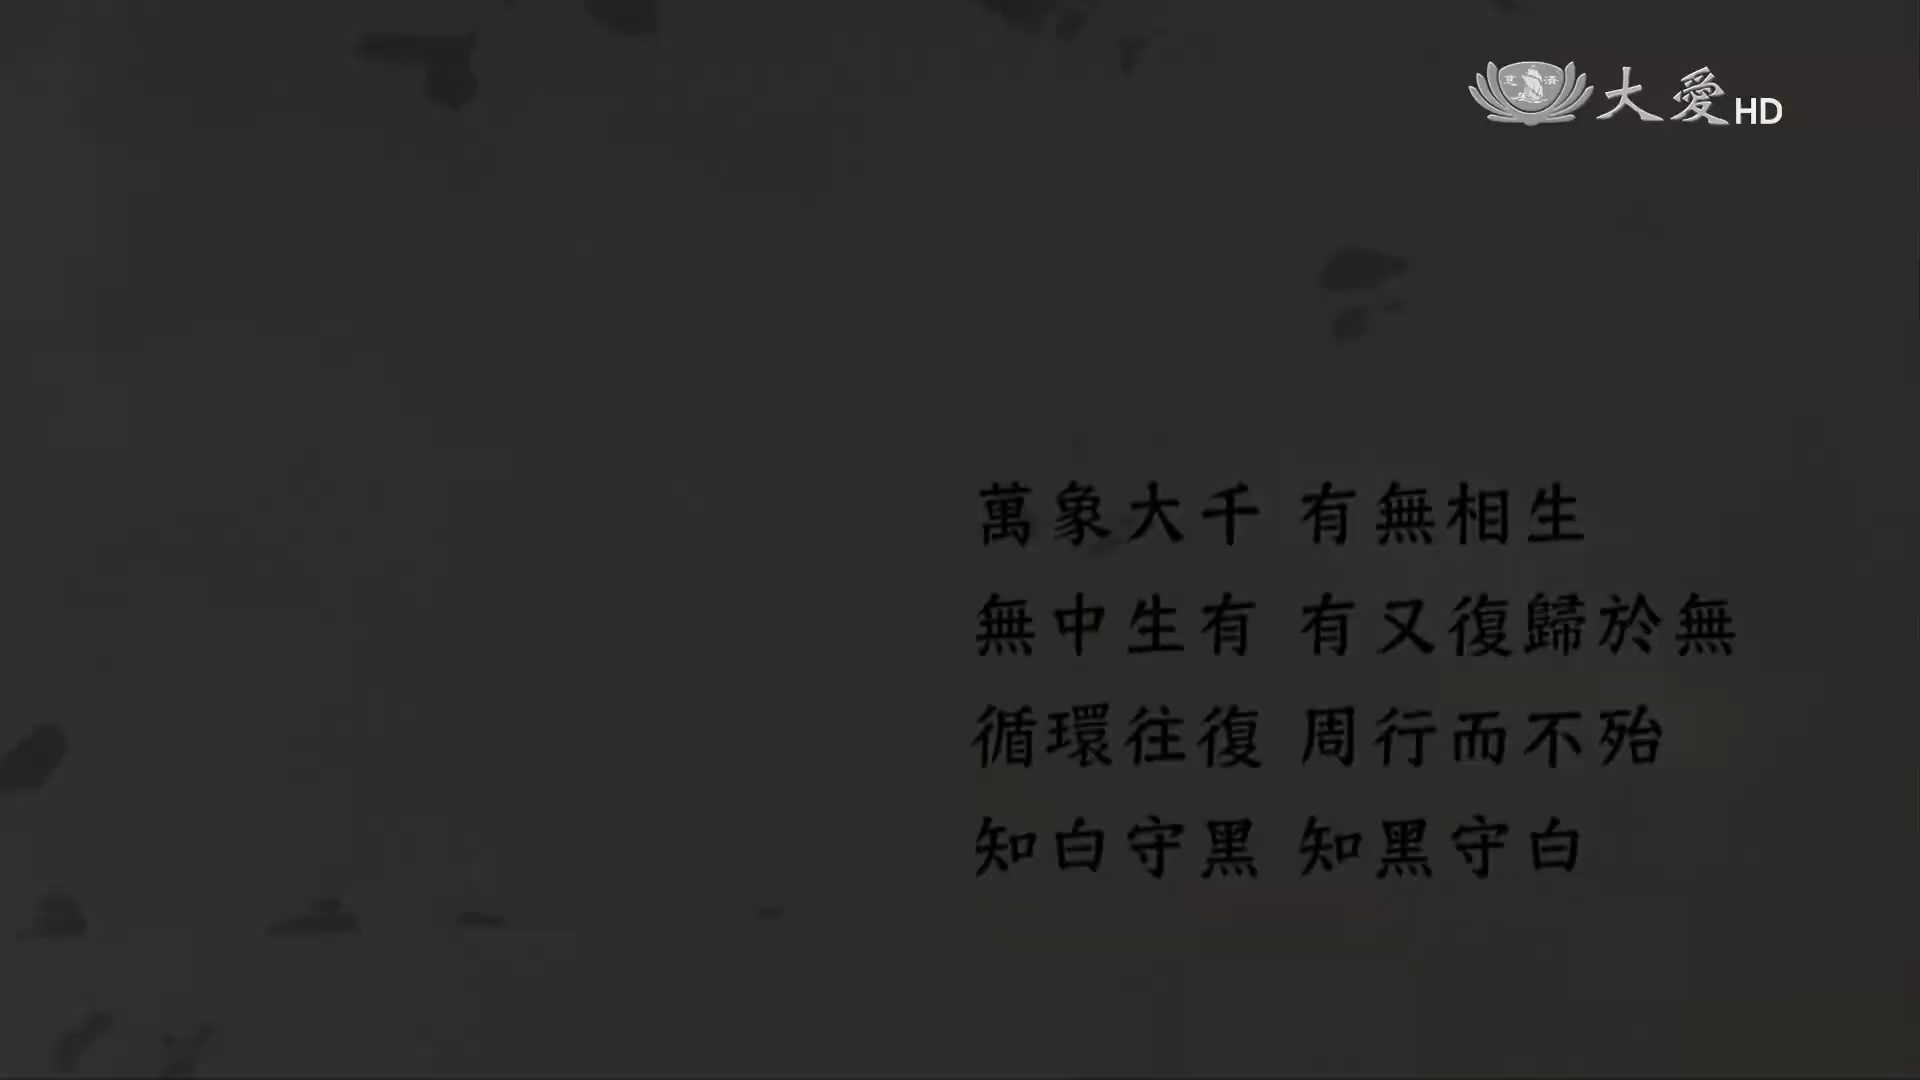 大愛HD
萬象大千 有無相生
無中生有 有又復歸於無
循環往復 周行而不殆
知白守黑 知黑守白